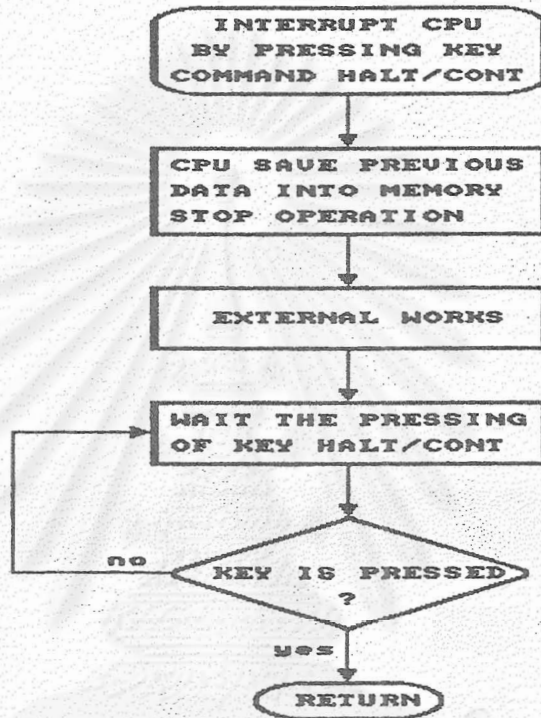 INTERRUPT CPU
BY PRESSING KEY
COMMAND HALT/CONT
CPU SAVE PREVIOUS
DATA INTO MEMORY
STOP OPERATION
EXTERNAL WORKS
WAIT THE PRESSING
OF KEY HALT/CONT
no
KEY IS PRESSED
?
yes
RETURN